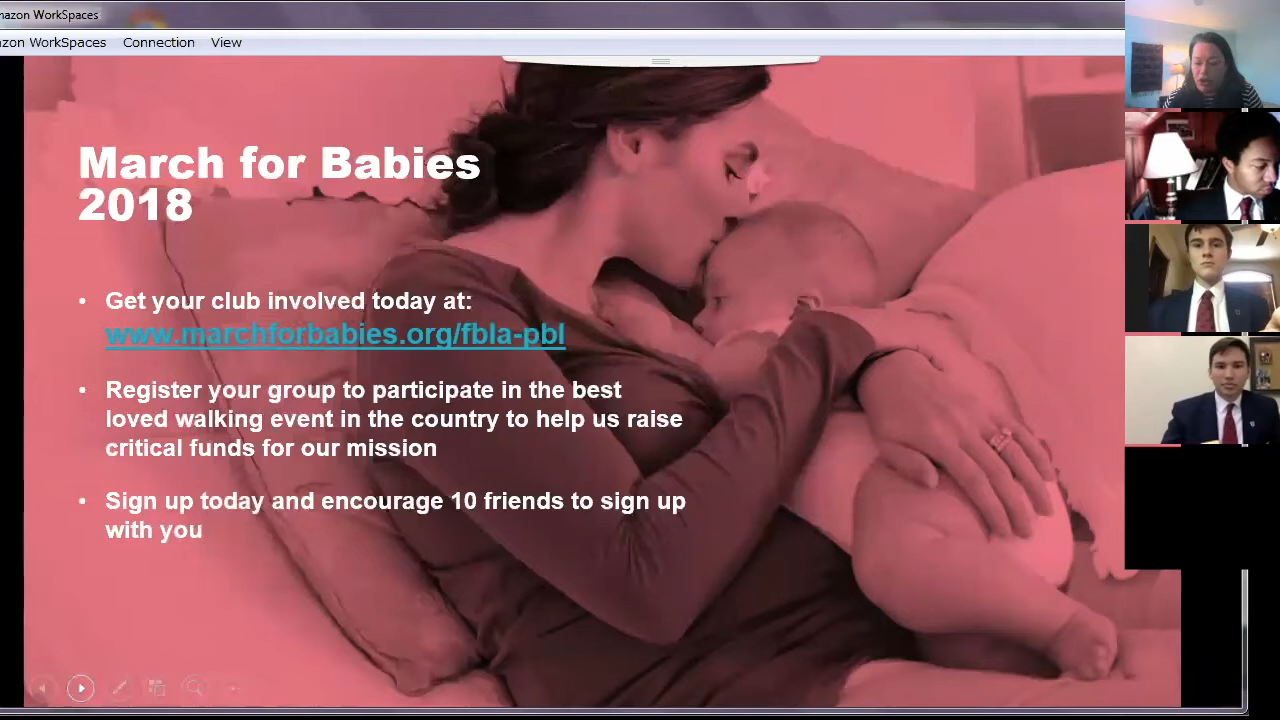 mazon WorkSpaces
azon WorkSpaces Connection View
March for Babies
2018
• Get your club involved today at:
www.marchforbabies.org/fbla-pbl
• Register your group to participate in the best
loved walking event in the country to help us raise
critical funds for our mission
• Sign up today and encourage 10 friends to sign up
with you